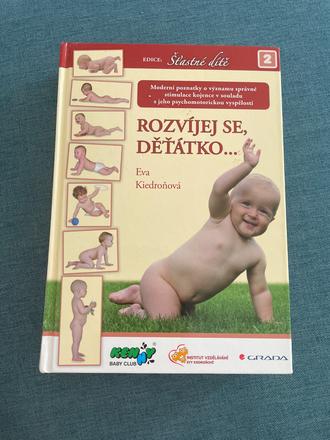 EDICE: Šťastné dítě
2
Moderní poznatky o významu správné
stimulace kojence v souladu
s jeho psychomotorickou vyspělostí
ROZVÍJEJ SE,
DĚŤÁTKO...
Eva
Kiedroňová
KENNY
BABY CLUB
INSTITUT VZDĚLÁVÁNÍ
EVY KIEDROŇOVÉ
GRADA